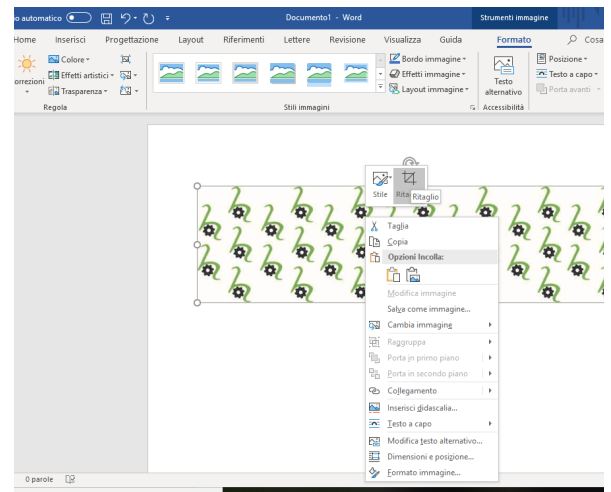 o automatico
Documento1 - Word
Strumenti immagine
Home Inserisci Progettazione Layout Riferimenti Lettere Revisione Visualizza Guida Formato Cosa
orrezioni
Colore
Effetti artistici
Trasparenza
Regola
Stili immagini
Bordo immagine
Effetti immagine
Layout immagine
Testo
alternativo
Accessibilità
Posizione
Testo a capo
Porta avanti
Stile
Ritaglio
Taglia
Copia
Opzioni Incolla:
Modifica immagine
Salva come immagine...
Cambia immagine
Raggruppa
Porta in primo piano
Porta in secondo piano
Collegamento
Inserisci didascalia...
Testo a capo
Modifica testo alternativo...
Dimensioni e posizione...
Formato immagine...
0 parole